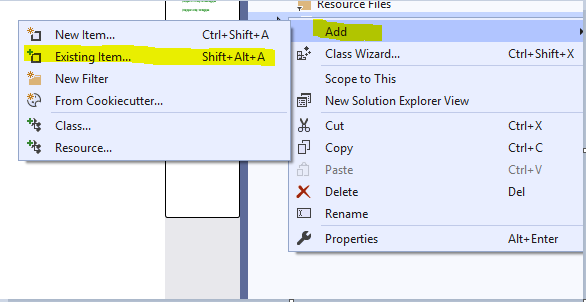 Resource Files
Add
New Item... Ctrl+Shift+A
Existing Item... Shift+Alt+A
New Filter
From Cookiecutter...
Class...
Resource...
Class Wizard... Ctrl+Shift+X
Scope to This
New Solution Explorer View
Cut Ctrl+X
Copy Ctrl+C
Paste Ctrl+V
Delete Del
Rename
Properties Alt+Enter